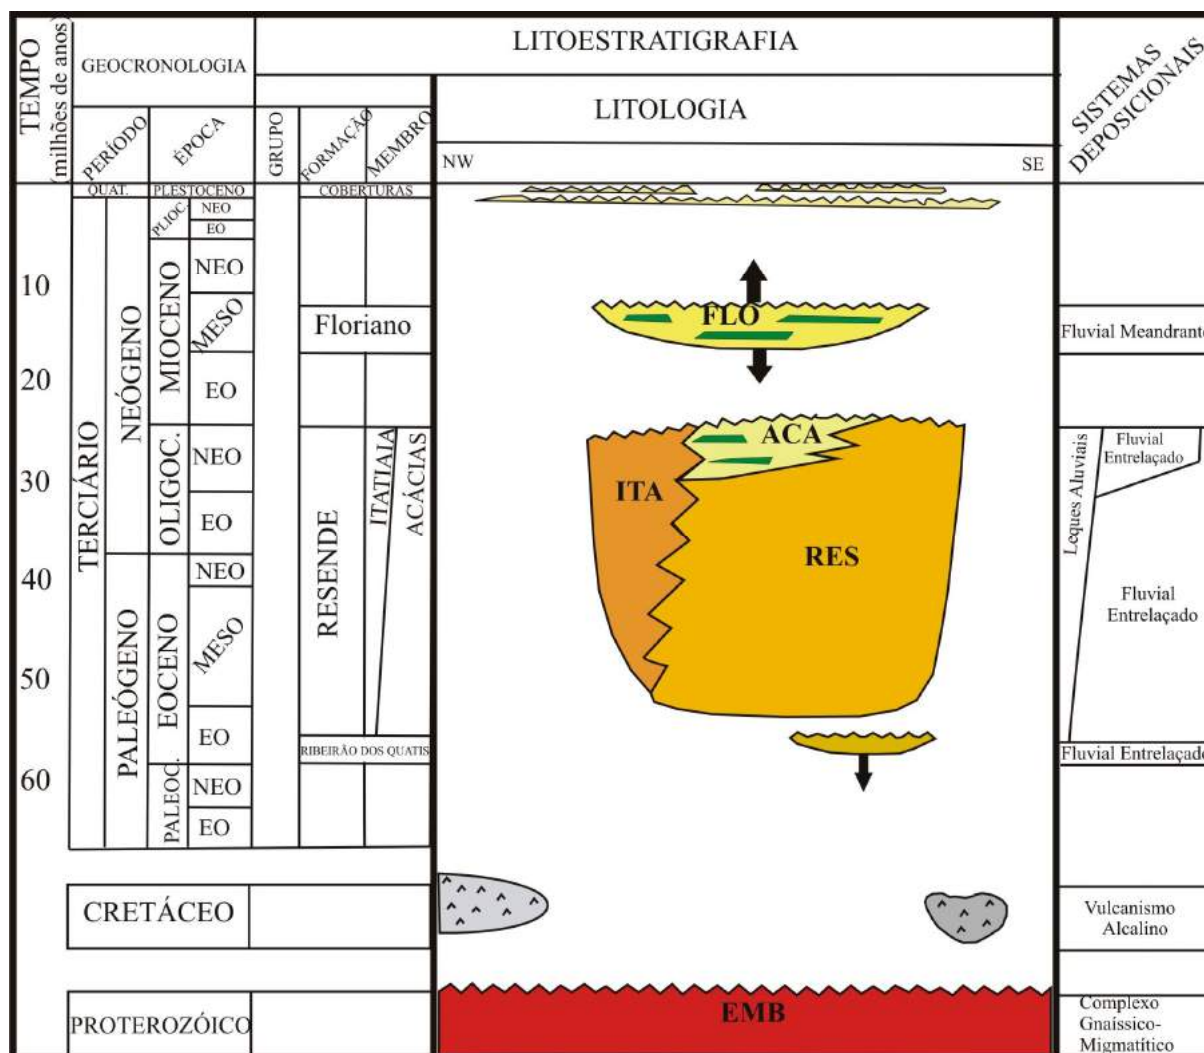 TEMPO
(milhões de anos)
GEOCRONOLOGIA
PERÍODO
ÉPOCA
LITOESTRATIGRAFIA
GRUPO
FORMAÇÃO
MEMBRO
LITOLOGIA
NW
SE
SISTEMAS
DEPOSICIONAIS
QUAT.
PLESTOCENO
COBERTURAS
10
20
30
40
50
60
TERCIÁRIO
NEÓGENO
PALEÓGENO
PLIOC.
NEO
EO
MIOCENO
NEO
MESO
EO
OLIGOC.
NEO
EO
EOCENO
NEO
MESO
EO
PALEOC.
NEO
EO
Floriano
RESENDE
ITATIAIA
ACÁCIAS
RIBEIRÃO DOS QUATIS
FLO
ACA
ITA
RES
Fluvial Meandrante
Leques Aluviais
Fluvial
Entrelaçado
Fluvial
Entrelaçado
Fluvial Entrelaçado
CRETÁCEO
Vulcanismo
Alcalino
PROTEROZÓICO
EMB
Complexo
Gnaíssico-
Migmatítico